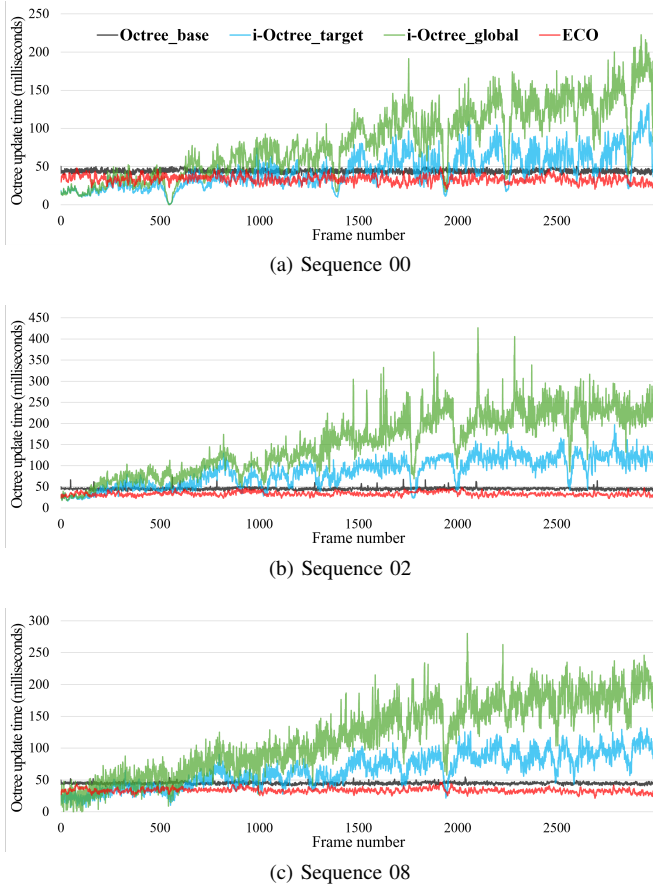 250
Octree_base i-Octree_target i-Octree_global ECO
200
150
100
50
0
Octree update time (milliseconds)
0 500 1000 1500 2000 2500
Frame number
(a) Sequence 00
450
400
350
300
250
200
150
100
50
0
Octree update time (milliseconds)
0 500 1000 1500 2000 2500
Frame number
(b) Sequence 02
300
250
200
150
100
50
0
Octree update time (milliseconds)
0 500 1000 1500 2000 2500
Frame number
(c) Sequence 08